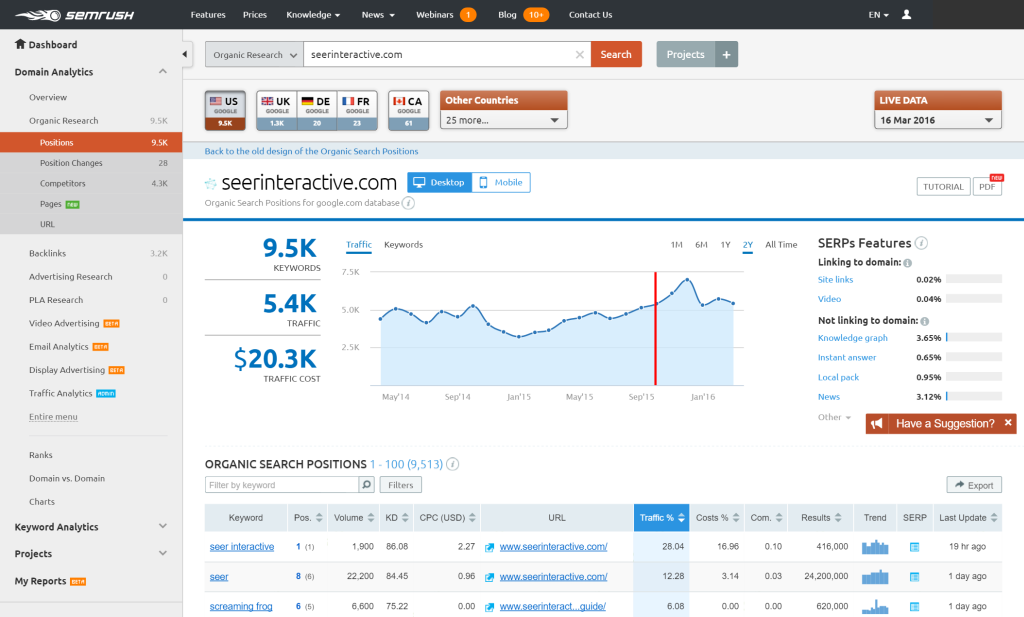 SEMRUSH
Features Prices Knowledge News Webinars 1 Blog 10+ Contact Us EN
Dashboard
Domain Analytics
Overview
Organic Research 9.5K
Positions 9.5K
Position Changes 28
Competitors 4.3K
Pages new
URL
Backlinks 3.2K
Advertising Research 0
PLA Research 0
Video Advertising BETA
Email Analytics BETA
Display Advertising BETA
Traffic Analytics ADMIN
Entire menu
Ranks
Domain vs. Domain
Charts
Keyword Analytics
Projects
My Reports BETA
Organic Research seerinteractive.com × Search Projects +
US UK DE FR CA Other Countries LIVE DATA
GOOGLE GOOGLE GOOGLE GOOGLE GOOGLE
9.5K 1.3K 20 23 61 25 more... 16 Mar 2016
Back to the old design of the Organic Search Positions
seerinteractive.com Desktop Mobile TUTORIAL PDF new
Organic Search Positions for google.com database i
9.5K
KEYWORDS
5.4K
TRAFFIC
$20.3K
TRAFFIC COST
Traffic Keywords 1M 6M 1Y 2Y All Time
7.5K
5.0K
2.5K
May'14 Sep'14 Jan'15 May'15 Sep'15 Jan'16
SERPs Features i
Linking to domain: i
Site links 0.02%
Video 0.04%
Not linking to domain: i
Knowledge graph 3.65%
Instant answer 0.65%
Local pack 0.95%
News 3.12%
Other
Have a Suggestion? ×
ORGANIC SEARCH POSITIONS 1 - 100 (9,513) i
Filter by keyword Filters Export
Keyword Pos. Volume KD CPC (USD) URL Traffic % Costs % Com. Results Trend SERP Last Update
seer interactive 1 (1) 1,900 86.08 2.27 www.seerinteractive.com/ 28.04 16.96 0.10 416,000 19 hr ago
seer 8 (6) 22,200 84.45 0.96 www.seerinteractive.com/ 12.28 3.14 0.03 24,200,000 1 day ago
screaming frog 6 (5) 6,600 75.22 0.00 www.seerinteract...guide/ 6.08 0.00 0.00 620,000 1 day ago